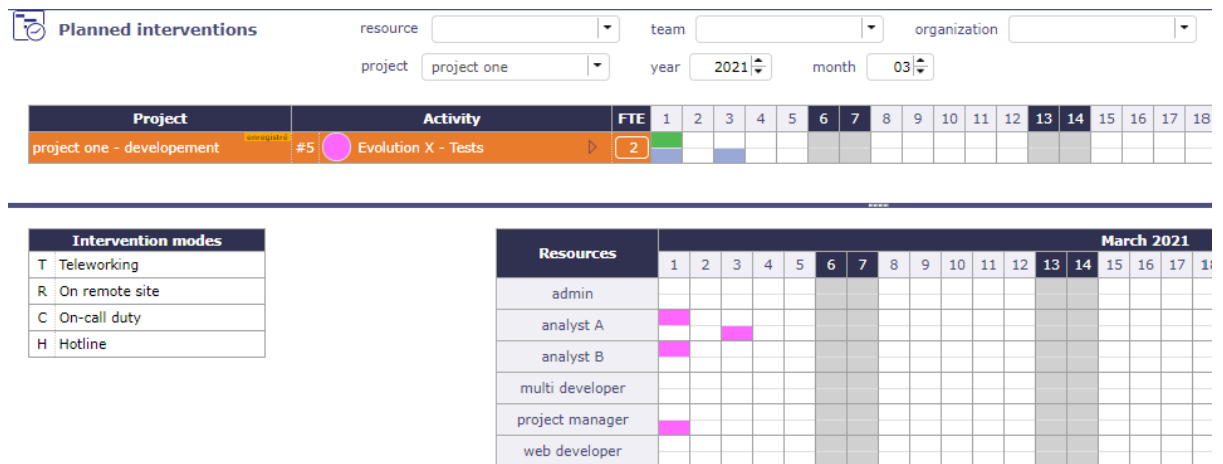 Planned interventions resource team organization
project project one year 2021 month 03
Project Activity FTE 1 2 3 4 5 6 7 8 9 10 11 12 13 14 15 16 17 18
project one - developement enregistré #5 Evolution X - Tests 2
Intervention modes
T Teleworking
R On remote site
C On-call duty
H Hotline
Resources March 2021
1 2 3 4 5 6 7 8 9 10 11 12 13 14 15 16 17
admin
analyst A
analyst B
multi developer
project manager
web developer